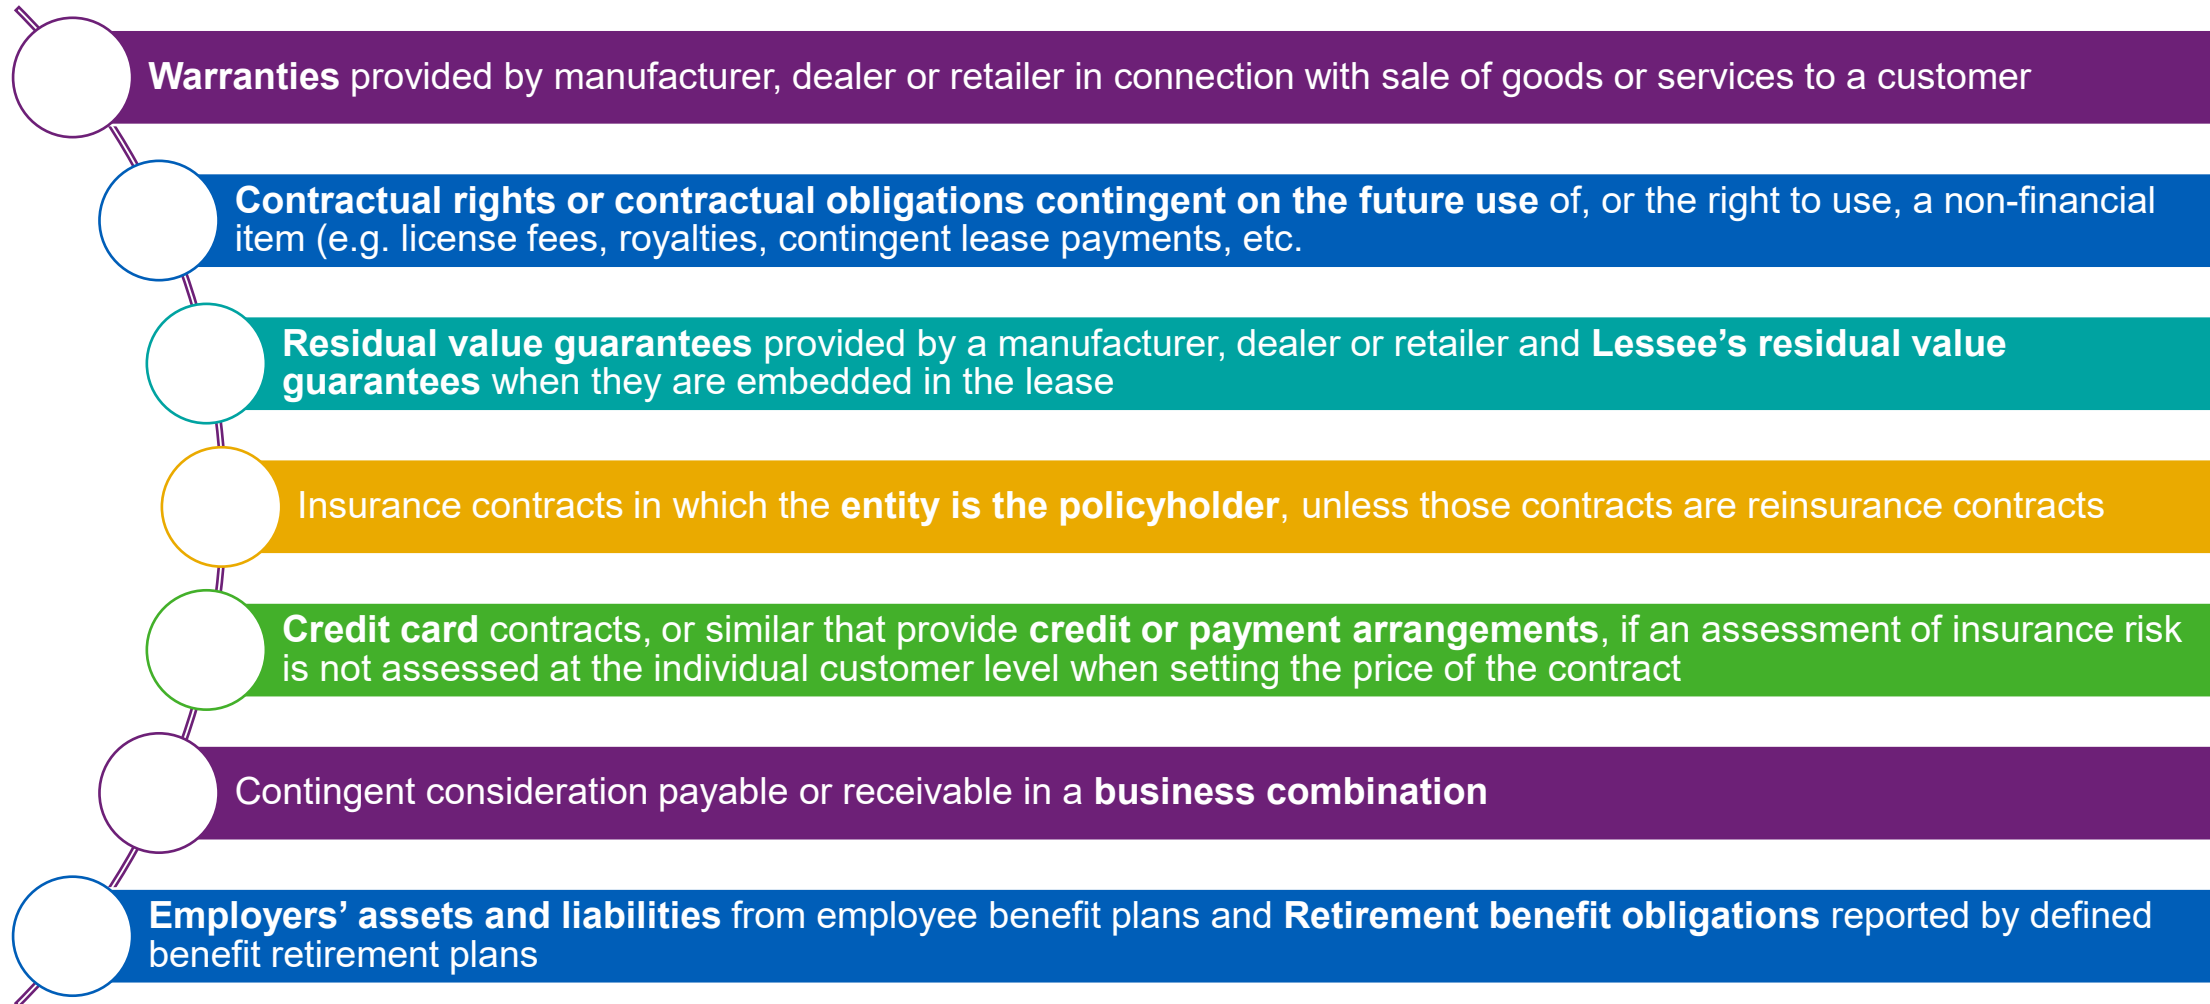 Warranties provided by manufacturer, dealer or retailer in connection with sale of goods or services to a customer
Contractual rights or contractual obligations contingent on the future use of, or the right to use, a non-financial
item (e.g. license fees, royalties, contingent lease payments, etc.
Residual value guarantees provided by a manufacturer, dealer or retailer and Lessee’s residual value
guarantees when they are embedded in the lease
Insurance contracts in which the entity is the policyholder, unless those contracts are reinsurance contracts
Credit card contracts, or similar that provide credit or payment arrangements, if an assessment of insurance risk
is not assessed at the individual customer level when setting the price of the contract
Contingent consideration payable or receivable in a business combination
Employers’ assets and liabilities from employee benefit plans and Retirement benefit obligations reported by defined
benefit retirement plans